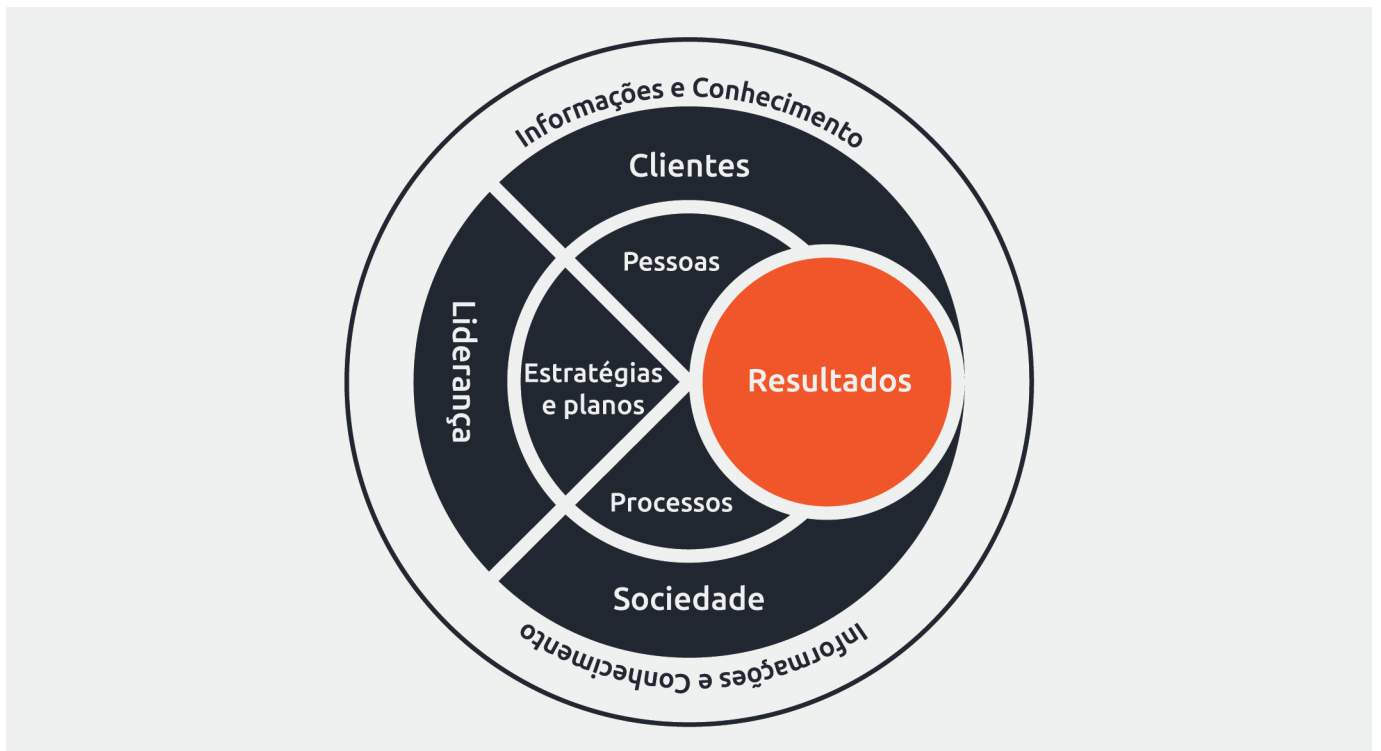 Informações e Conhecimento
Clientes
Pessoas
Liderança
Estratégias
e planos
Resultados
Processos
Sociedade
Informações e Conhecimento